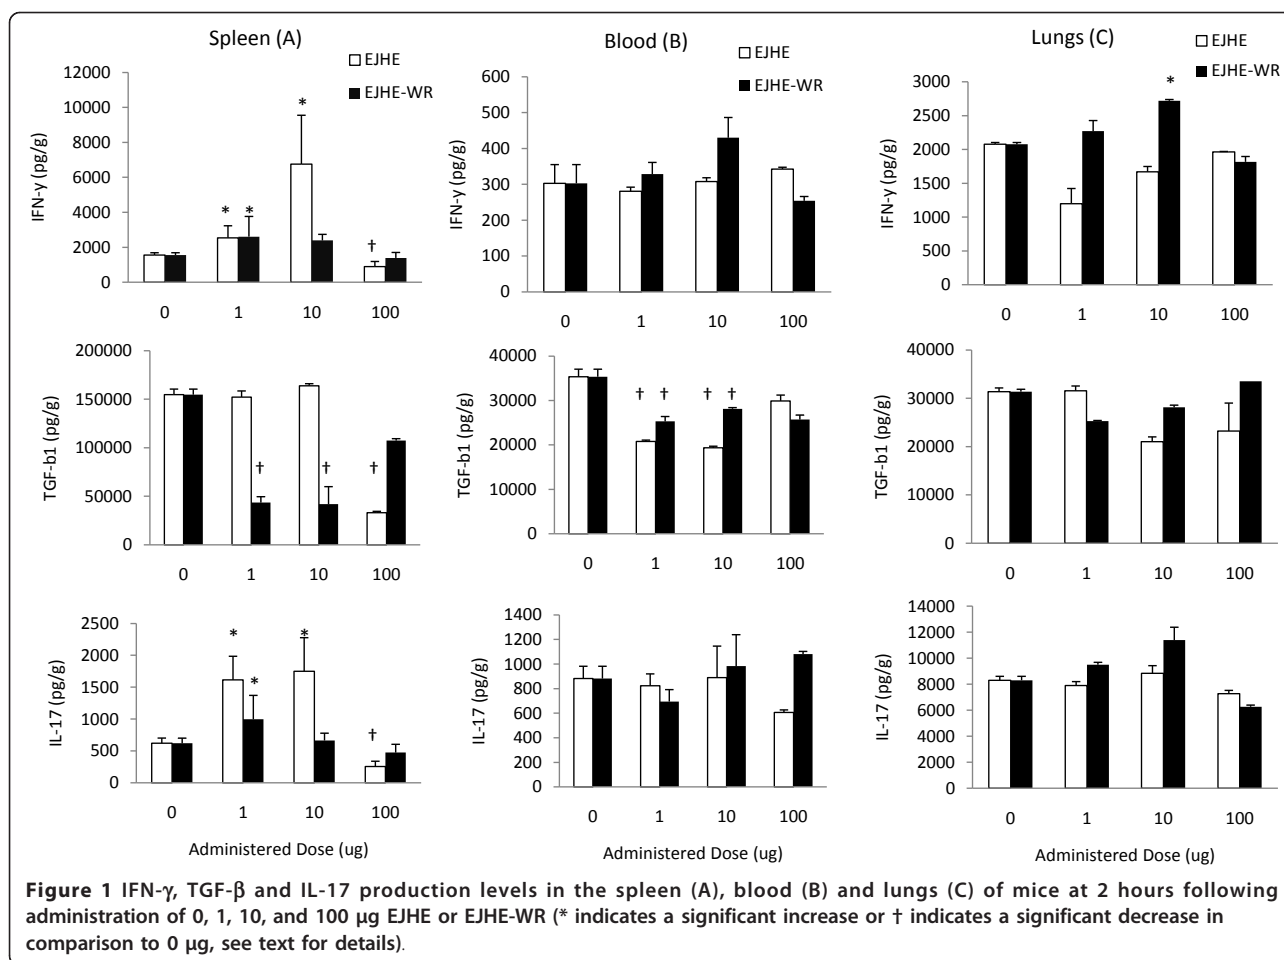 Spleen (A)
EJHE
EJHE-WR
IFN-y (pg/g)
12000
10000
8000
6000
4000
2000
0
* * * †
0 1 10 100
Blood (B)
EJHE
EJHE-WR
IFN-y (pg/g)
600
500
400
300
200
100
0
0 1 10 100
Lungs (C)
EJHE
EJHE-WR
IFN-y (pg/g)
3000
2500
2000
1500
1000
500
0
*
0 1 10 100
TGF-b1 (pg/g)
200000
150000
100000
50000
0
† † †
0 1 10 100
TGF-b1 (pg/g)
40000
30000
20000
10000
0
† † † †
0 1 10 100
TGF-b1 (pg/g)
40000
30000
20000
10000
0
0 1 10 100
IL-17 (pg/g)
2500
2000
1500
1000
500
0
* * * †
0 1 10 100
Administered Dose (ug)
IL-17 (pg/g)
1400
1200
1000
800
600
400
200
0
0 1 10 100
Administered Dose (ug)
IL-17 (pg/g)
14000
12000
10000
8000
6000
4000
2000
0
0 1 10 100
Administered Dose (ug)
Figure 1 IFN-γ, TGF-β and IL-17 production levels in the spleen (A), blood (B) and lungs (C) of mice at 2 hours following
administration of 0, 1, 10, and 100 μg EJHE or EJHE-WR (* indicates a significant increase or † indicates a significant decrease in
comparison to 0 μg, see text for details).